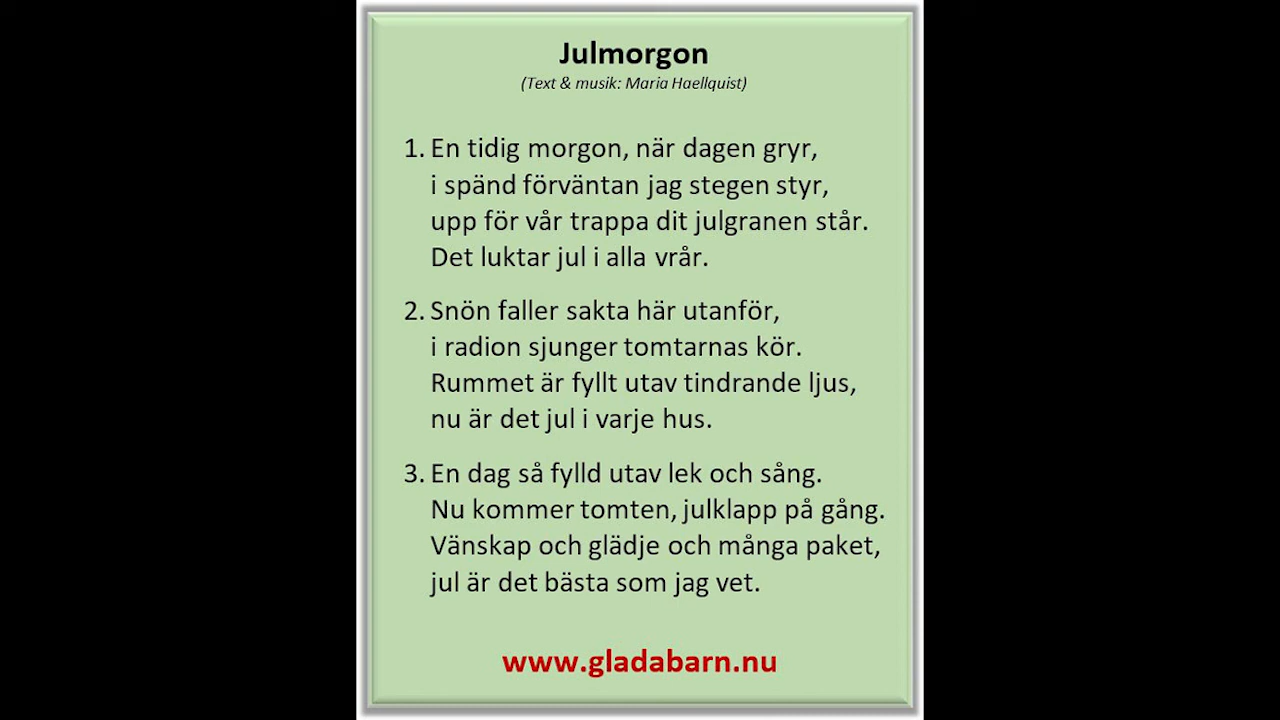 Julmorgon
(Text & musik: Maria Haellquist)
1. En tidig morgon, när dagen gryr,
i spänd förväntan jag stegen styr,
upp för vår trappa dit julgranen står.
Det luktar jul i alla vrår.
2. Snön faller sakta här utanför,
i radion sjunger tomtarnas kör.
Rummet är fyllt utav tindrande ljus,
nu är det jul i varje hus.
3. En dag så fylld utav lek och sång.
Nu kommer tomten, julklapp på gång.
Vänskap och glädje och många paket,
jul är det bästa som jag vet.
www.gladabarn.nu